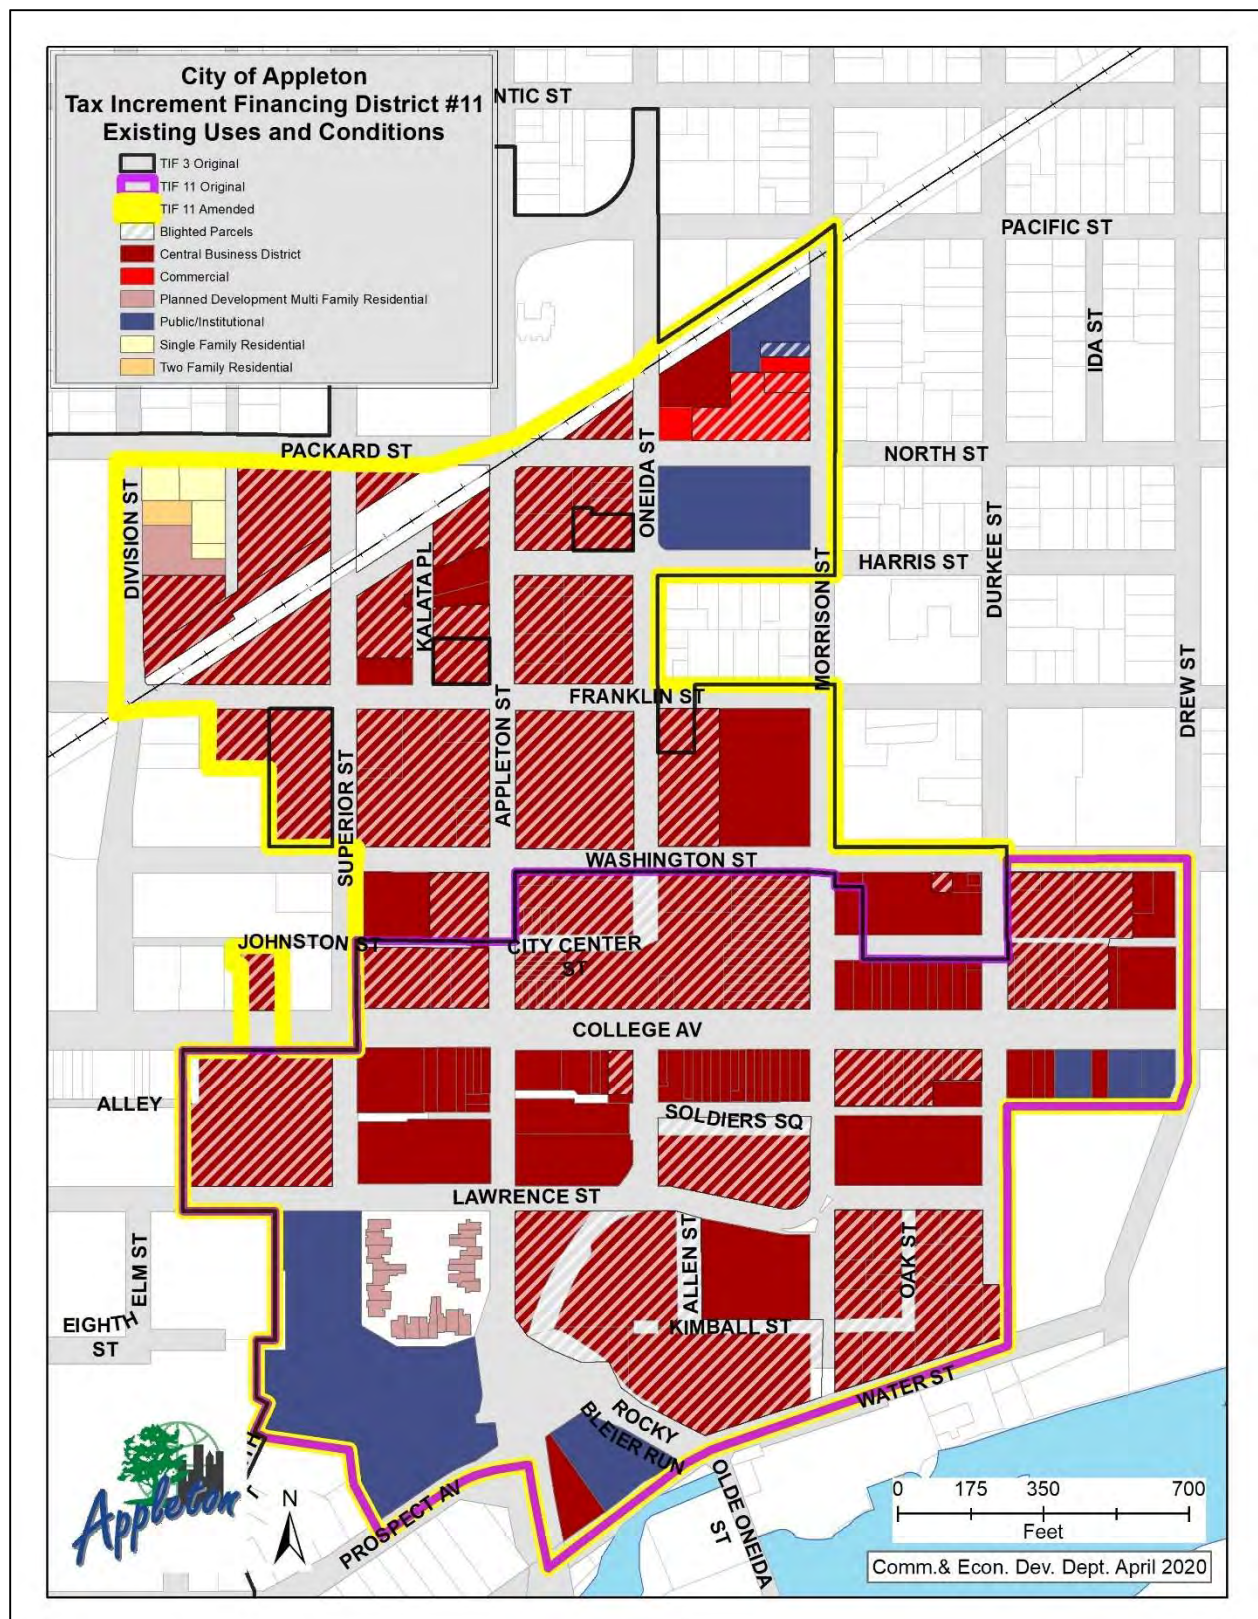 City of Appleton
Tax Increment Financing District #11
Existing Uses and Conditions
TIF 3 Original
TIF 11 Original
TIF 11 Amended
Blighted Parcels
Central Business District
Commercial
Planned Development Multi Family Residential
Public/Institutional
Single Family Residential
Two Family Residential
NTIC ST
PACIFIC ST
IDA ST
PACKARD ST
NORTH ST
ONEIDA ST
DIVISION ST
KALATA PL
HARRIS ST
DURKEE ST
MORRISON ST
FRANKLIN ST
DREW ST
APPLETON ST
SUPERIOR ST
WASHINGTON ST
JOHNSTON ST
CITY CENTER
ST
COLLEGE AV
ALLEY
SOLDIERS SQ
LAWRENCE ST
ELM ST
ALLEN ST
OAK ST
EIGHTH
ST
KIMBALL ST
WATER ST
ROCKY
BLEIER RUN
PROSPECT AV
OLDE ONEIDA
ST
Appleton
N
0 175 350 700
Feet
Comm.& Econ. Dev. Dept. April 2020